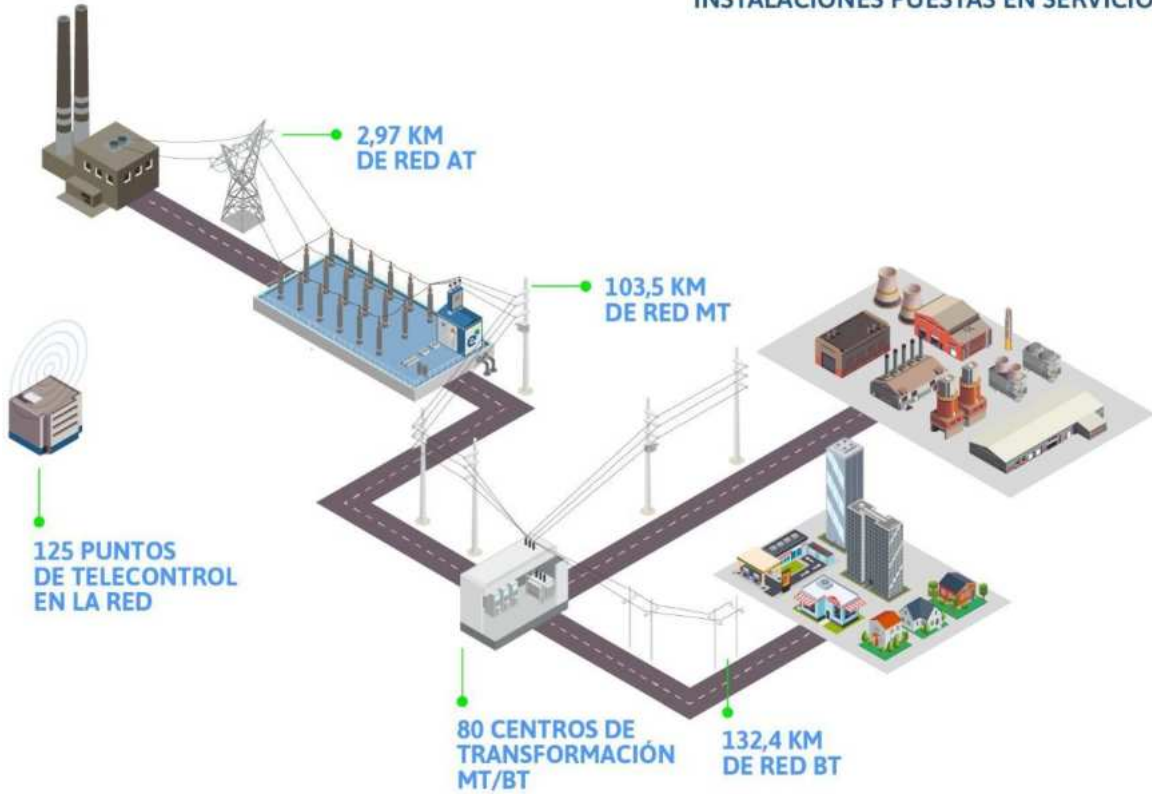 INSTALACIONES PUESTAS EN SERVICIO
2,97 KM
DE RED AT
103,5 KM
DE RED MT
125 PUNTOS
DE TELECONTROL
EN LA RED
80 CENTROS DE
TRANSFORMACIÓN
MT/BT
132,4 KM
DE RED BT